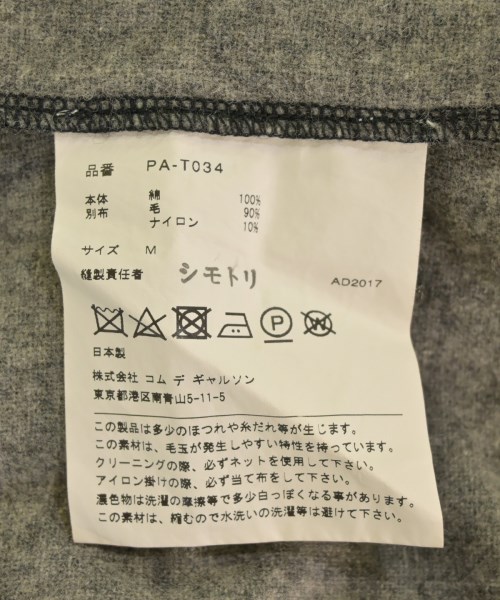 品番 PA-T034
本体 綿 100%
別布 毛 90%
ナイロン 10%
サイズ M
縫製責任者 シモトリ AD2017
P W
日本製
株式会社 コム デ ギャルソン
東京都港区南青山5-11-5
この製品は多少のほつれや糸だれ等が生じます。
この素材は、毛玉が発生しやすい特性を持っています。
クリーニングの際、必ずネットを使用して下さい。
アイロン掛けの際、必ず当て布をして下さい。
濃色物は洗濯の摩擦等で多少白っぽくなる事があります。
この素材は、縮むので水洗いの洗濯等は避けて下さい。